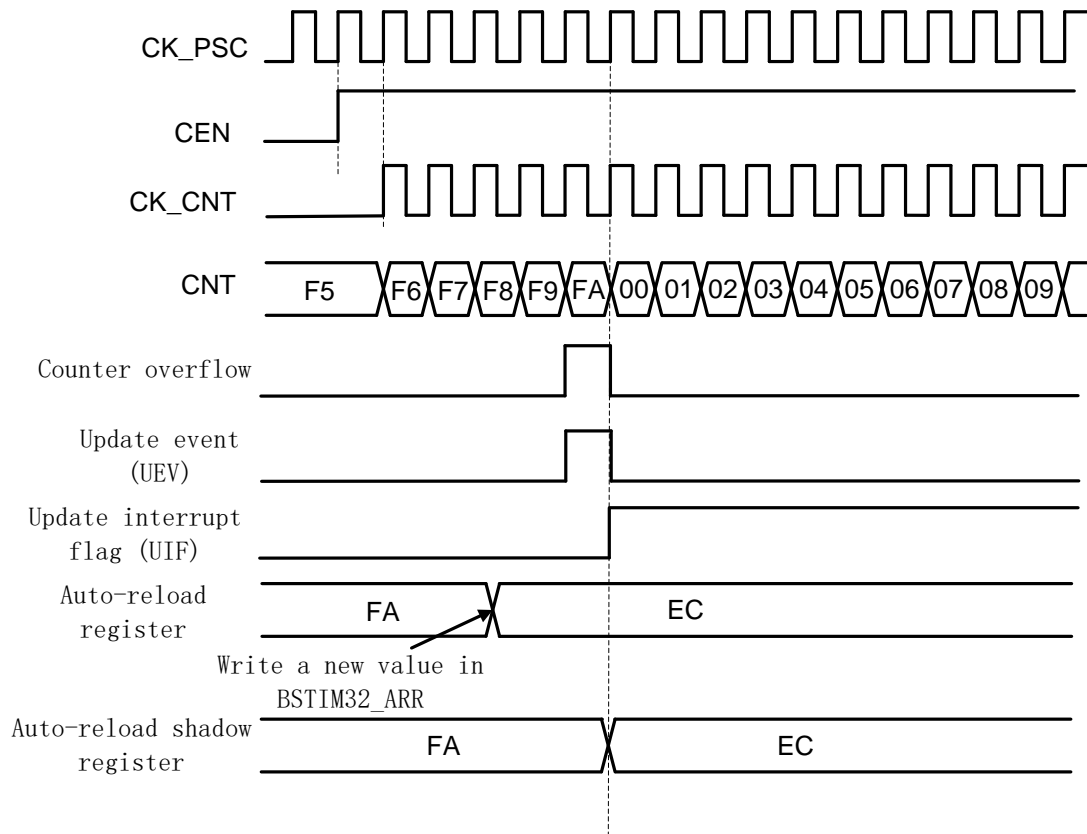 CK_PSC
CEN
CK_CNT
CNT
F5 F6 F7 F8 F9 FA 00 01 02 03 04 05 06 07 08 09
Counter overflow
Update event
(UEV)
Update interrupt
flag (UIF)
Auto-reload
register
FA EC
Write a new value in
BSTIM32_ARR
Auto-reload shadow
register
FA EC